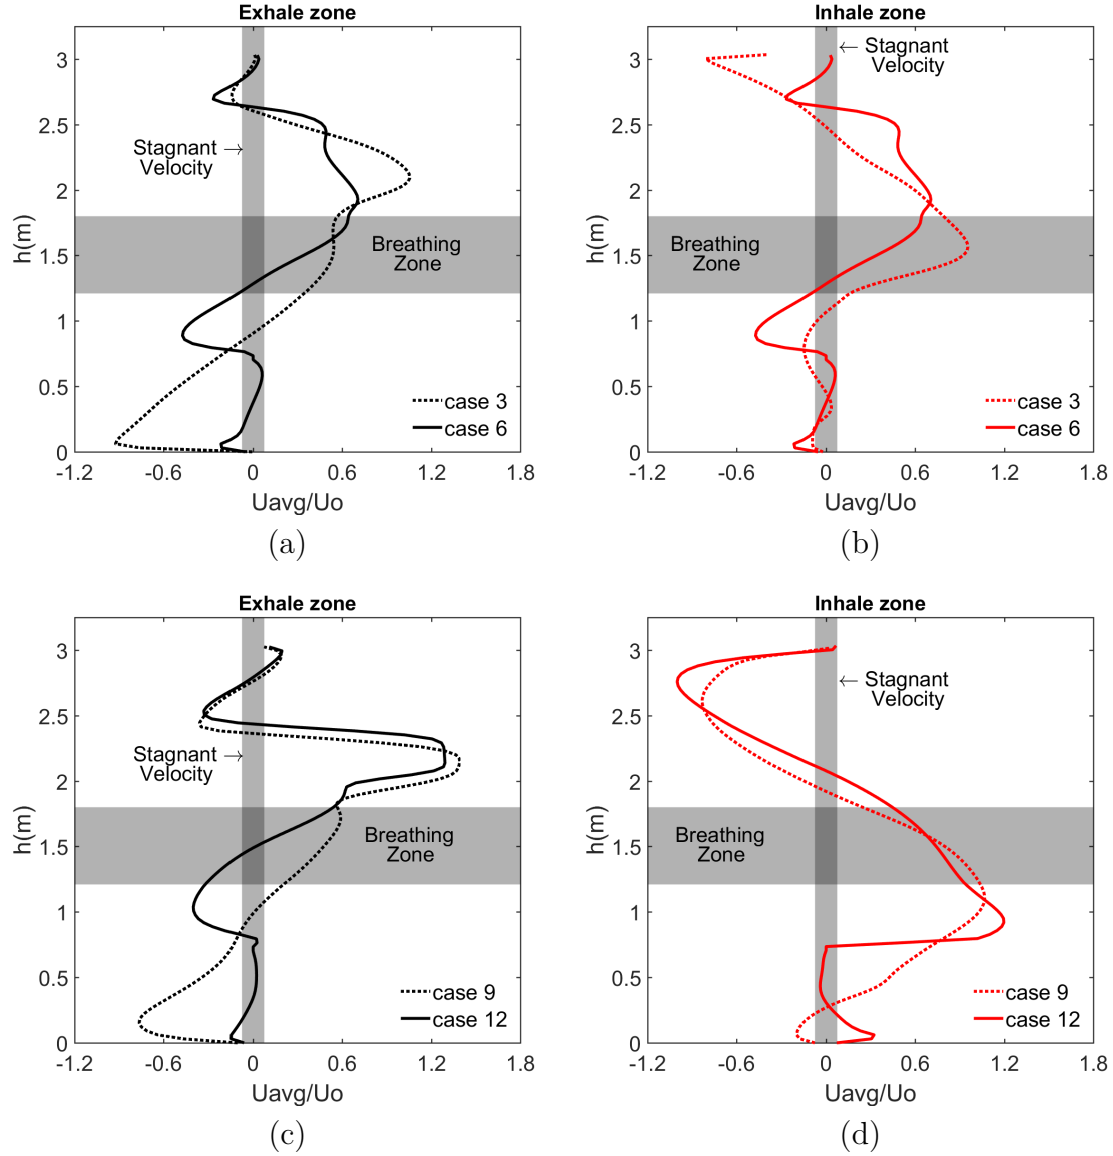 Exhale zone
Inhale zone
3
2.5
2
1.5
1
0.5
0
h(m)
Stagnant →
Velocity
Breathing
Zone
case 3
case 6
-1.2 -0.6 0 0.6 1.2 1.8
Uavg/Uo
(a)
3
2.5
2
1.5
1
0.5
0
h(m)
← Stagnant
Velocity
Breathing
Zone
case 3
case 6
-1.2 -0.6 0 0.6 1.2 1.8
Uavg/Uo
(b)
Exhale zone
Inhale zone
3
2.5
2
1.5
1
0.5
0
h(m)
Stagnant →
Velocity
Breathing
Zone
case 9
case 12
-1.2 -0.6 0 0.6 1.2 1.8
Uavg/Uo
(c)
3
2.5
2
1.5
1
0.5
0
h(m)
← Stagnant
Velocity
Breathing
Zone
case 9
case 12
-1.2 -0.6 0 0.6 1.2 1.8
Uavg/Uo
(d)